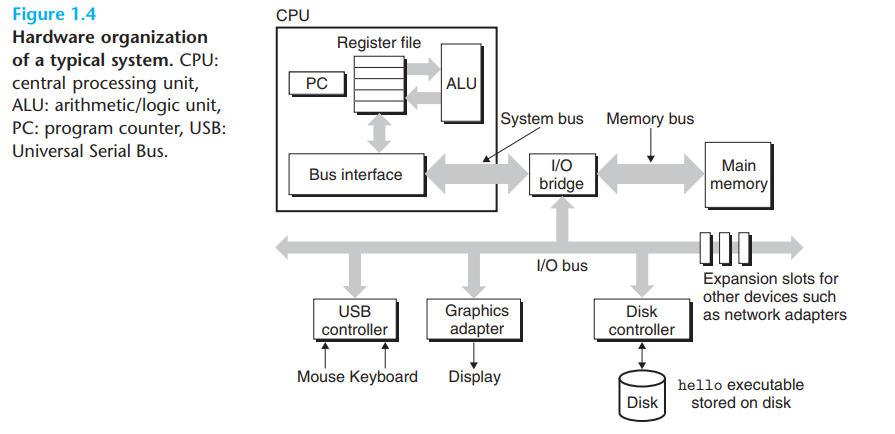 Figure 1.4
Hardware organization
of a typical system. CPU:
central processing unit,
ALU: arithmetic/logic unit,
PC: program counter, USB:
Universal Serial Bus.
CPU
Register file
PC
ALU
System bus
Memory bus
Bus interface
I/O
bridge
Main
memory
I/O bus
Expansion slots for
other devices such
as network adapters
USB
controller
Graphics
adapter
Disk
controller
Mouse Keyboard
Display
Disk
hello executable
stored on disk